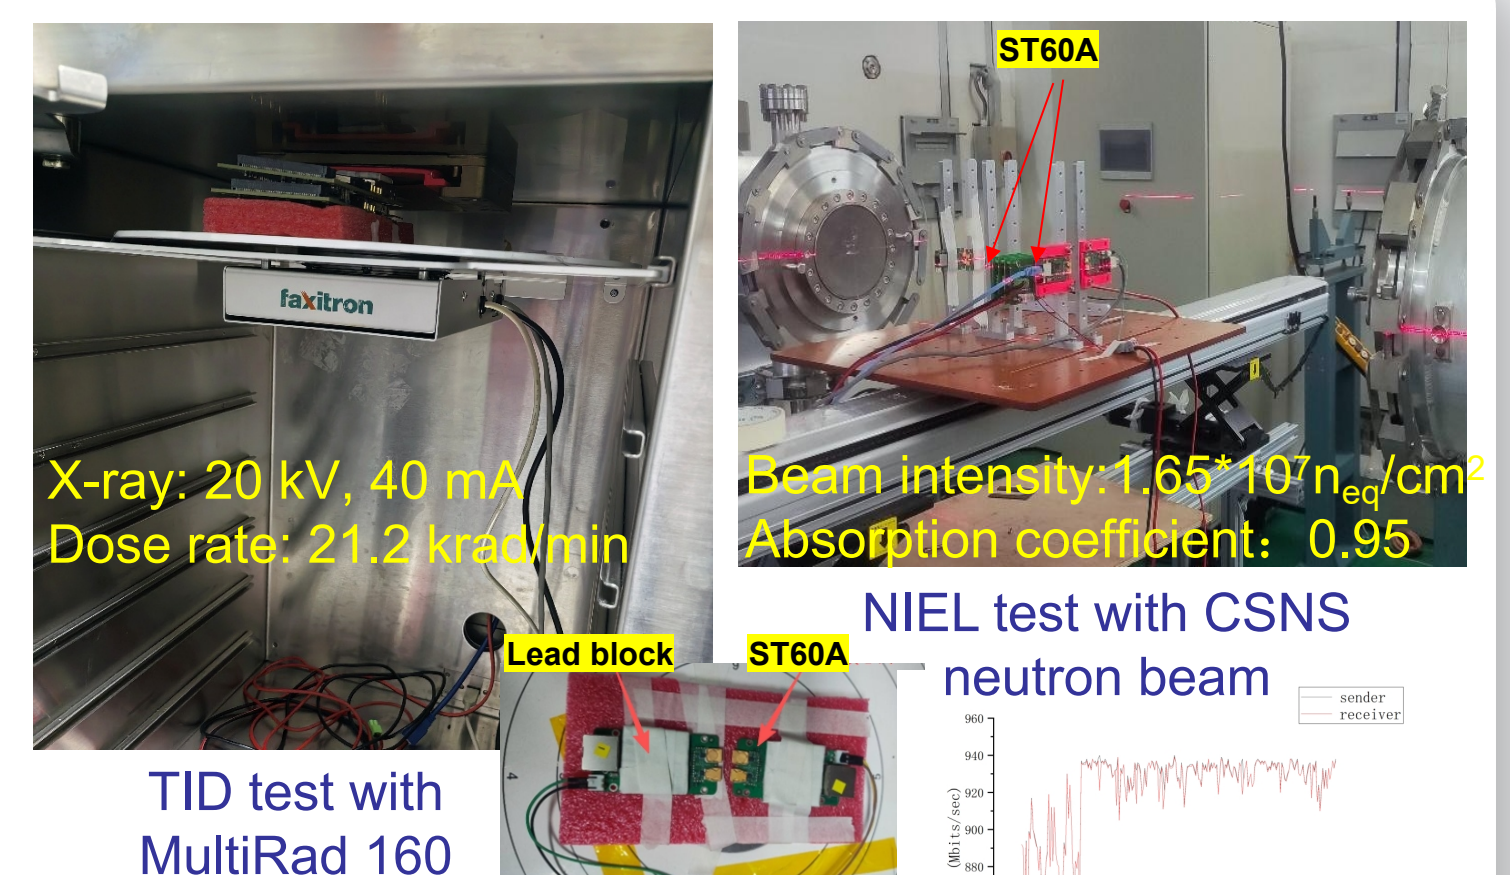 ST60A
faxitron
X-ray: 20 kV, 40 mA
Dose rate: 21.2 krad/min
Beam intensity:1.65*10⁷nₑq/cm²
Absorption coefficient：0.95
NIEL test with CSNS
neutron beam
Lead block
ST60A
TID test with
MultiRad 160
sender
receiver
960
940
920
900
880
(Mbits/sec)
4